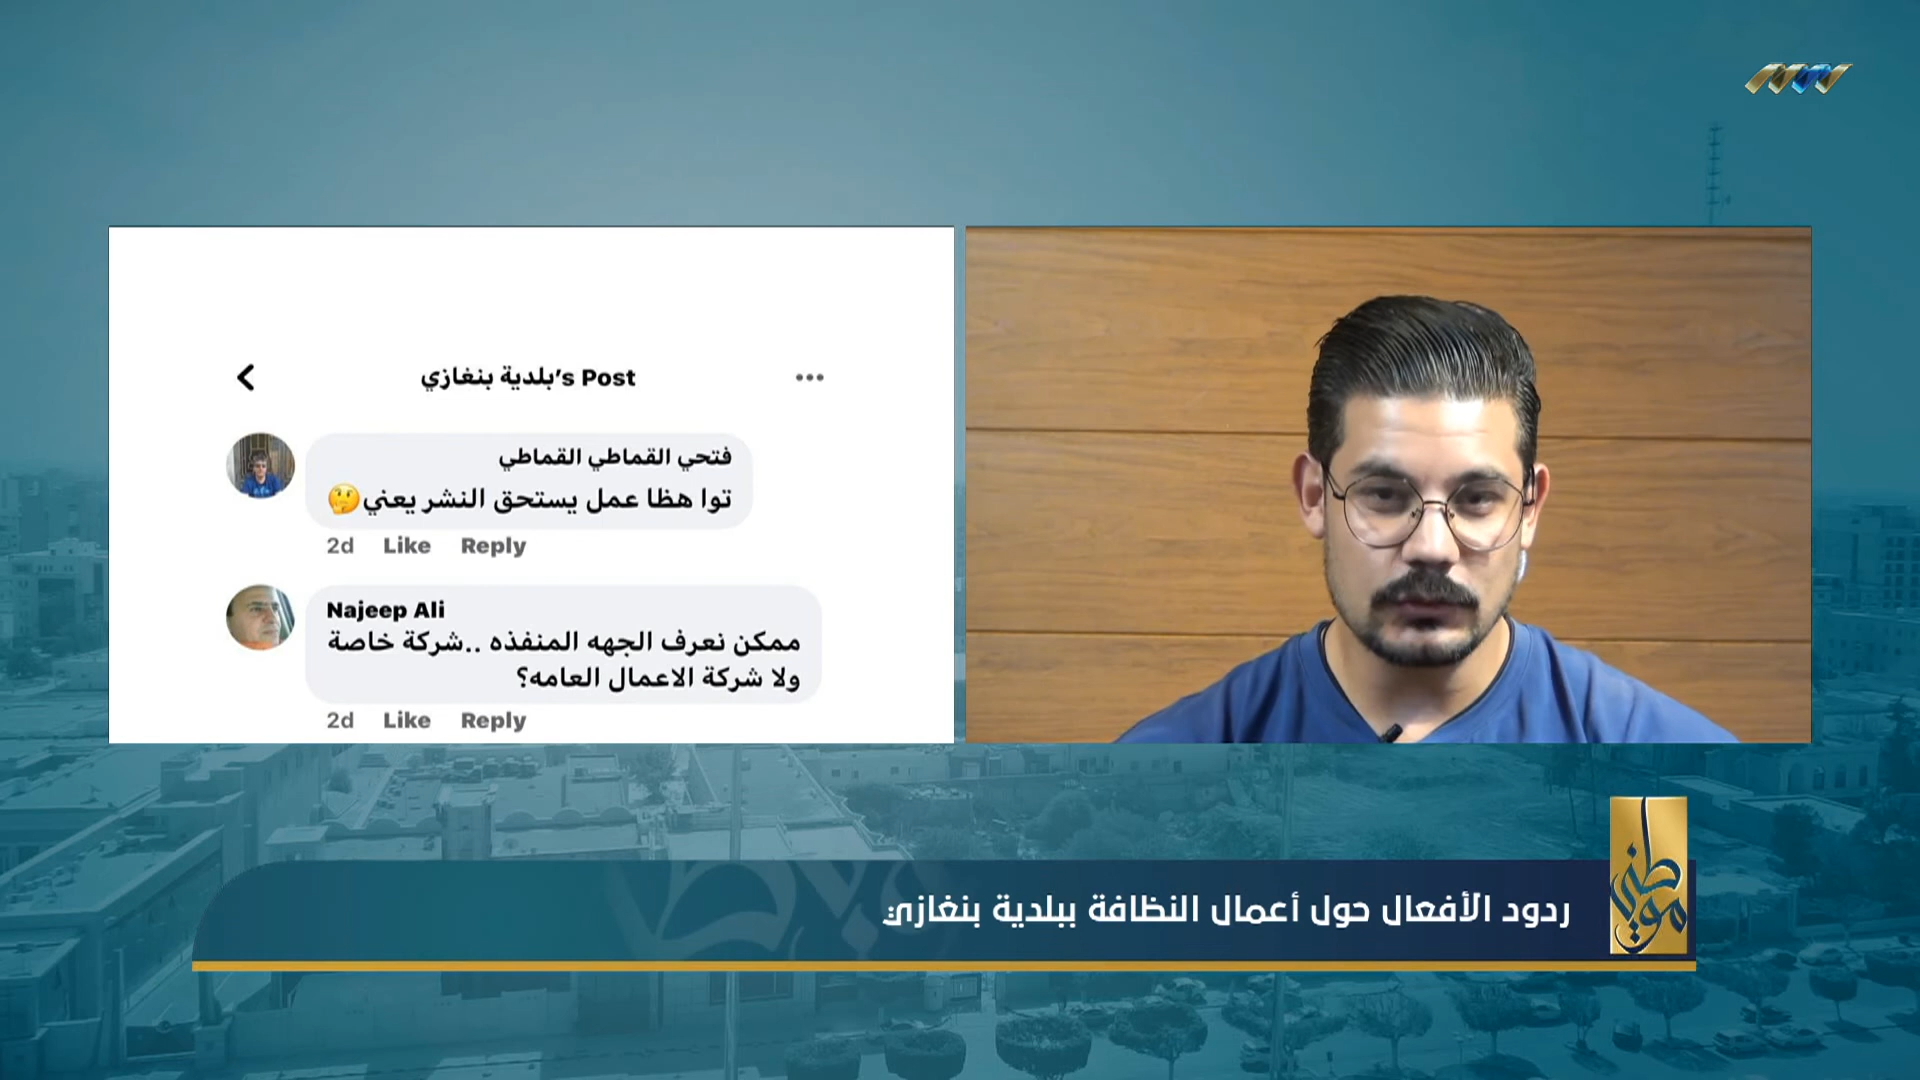 بلدية بنغازي's Post
فتحي القماطي القماطي
توا هظا عمل يستحق النشر يعني🤔
2d Like Reply
Najeep Ali
ممكن نعرف الجهه المنفذه ..شركة خاصة
ولا شركة الاعمال العامه؟
2d Like Reply
ردود الأفعال حول أعمال النظافة ببلدية بنغازي
موطني